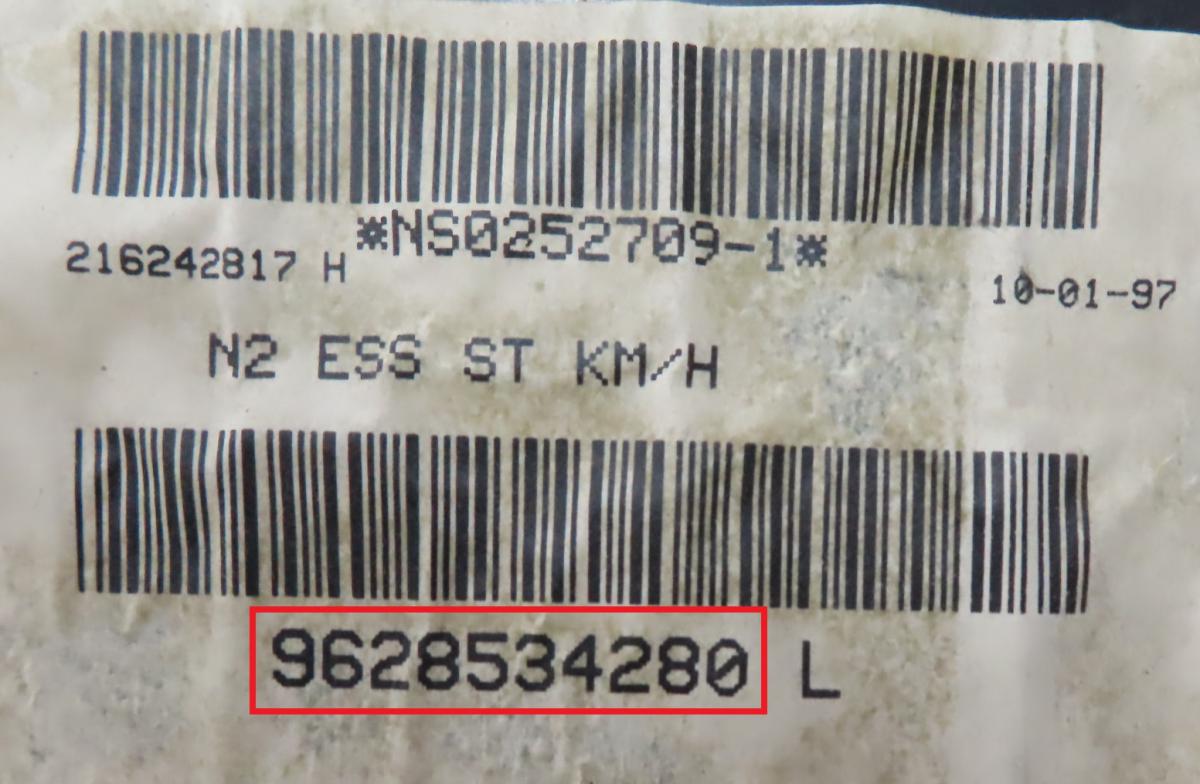 *NS0252709-1*
216242817 H
10-01-97
N2 ESS ST KM/H
9628534280 L